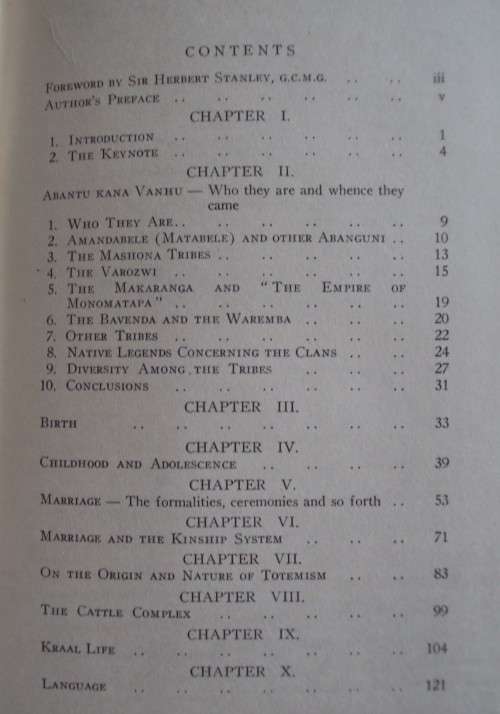 CONTENTS
FOREWORD BY SIR HERBERT STANLEY, G.C.M.G. .. .. iii
AUTHOR'S PREFACE .. .. .. .. .. .. v
CHAPTER I.
1. INTRODUCTION .. .. .. .. .. .. 1
2. THE KEYNOTE .. .. .. .. .. .. 4
CHAPTER II.
ABANTU KANA VANHU — Who they are and whence they
came
1. WHO THEY ARE.. .. .. .. .. .. 9
2. AMANDABELE (MATABELE) AND OTHER ABANGUNI .. 10
3. THE MASHONA TRIBES .. .. .. .. .. 13
4. THE VAROZWI .. .. .. .. .. .. 15
5. THE MAKARANGA AND "THE EMPIRE OF
MONOMATAPA" .. .. .. .. .. .. 19
6. THE BAVENDA AND THE WAREMBA .. .. .. 20
7. OTHER TRIBES .. .. .. .. .. .. 22
8. NATIVE LEGENDS CONCERNING THE CLANS .. .. 24
9. DIVERSITY AMONG THE TRIBES .. .. .. 27
10. CONCLUSIONS .. .. .. .. .. .. 31
CHAPTER III.
BIRTH .. .. .. .. .. .. .. 33
CHAPTER IV.
CHILDHOOD AND ADOLESCENCE .. .. .. .. 39
CHAPTER V.
MARRIAGE — The formalities, ceremonies and so forth .. 53
CHAPTER VI.
MARRIAGE AND THE KINSHIP SYSTEM .. .. .. 71
CHAPTER VII.
ON THE ORIGIN AND NATURE OF TOTEMISM .. .. 83
CHAPTER VIII.
THE CATTLE COMPLEX .. .. .. .. .. 99
CHAPTER IX.
KRAAL LIFE .. .. .. .. .. .. .. 104
CHAPTER X.
LANGUAGE .. .. .. .. .. .. .. 121